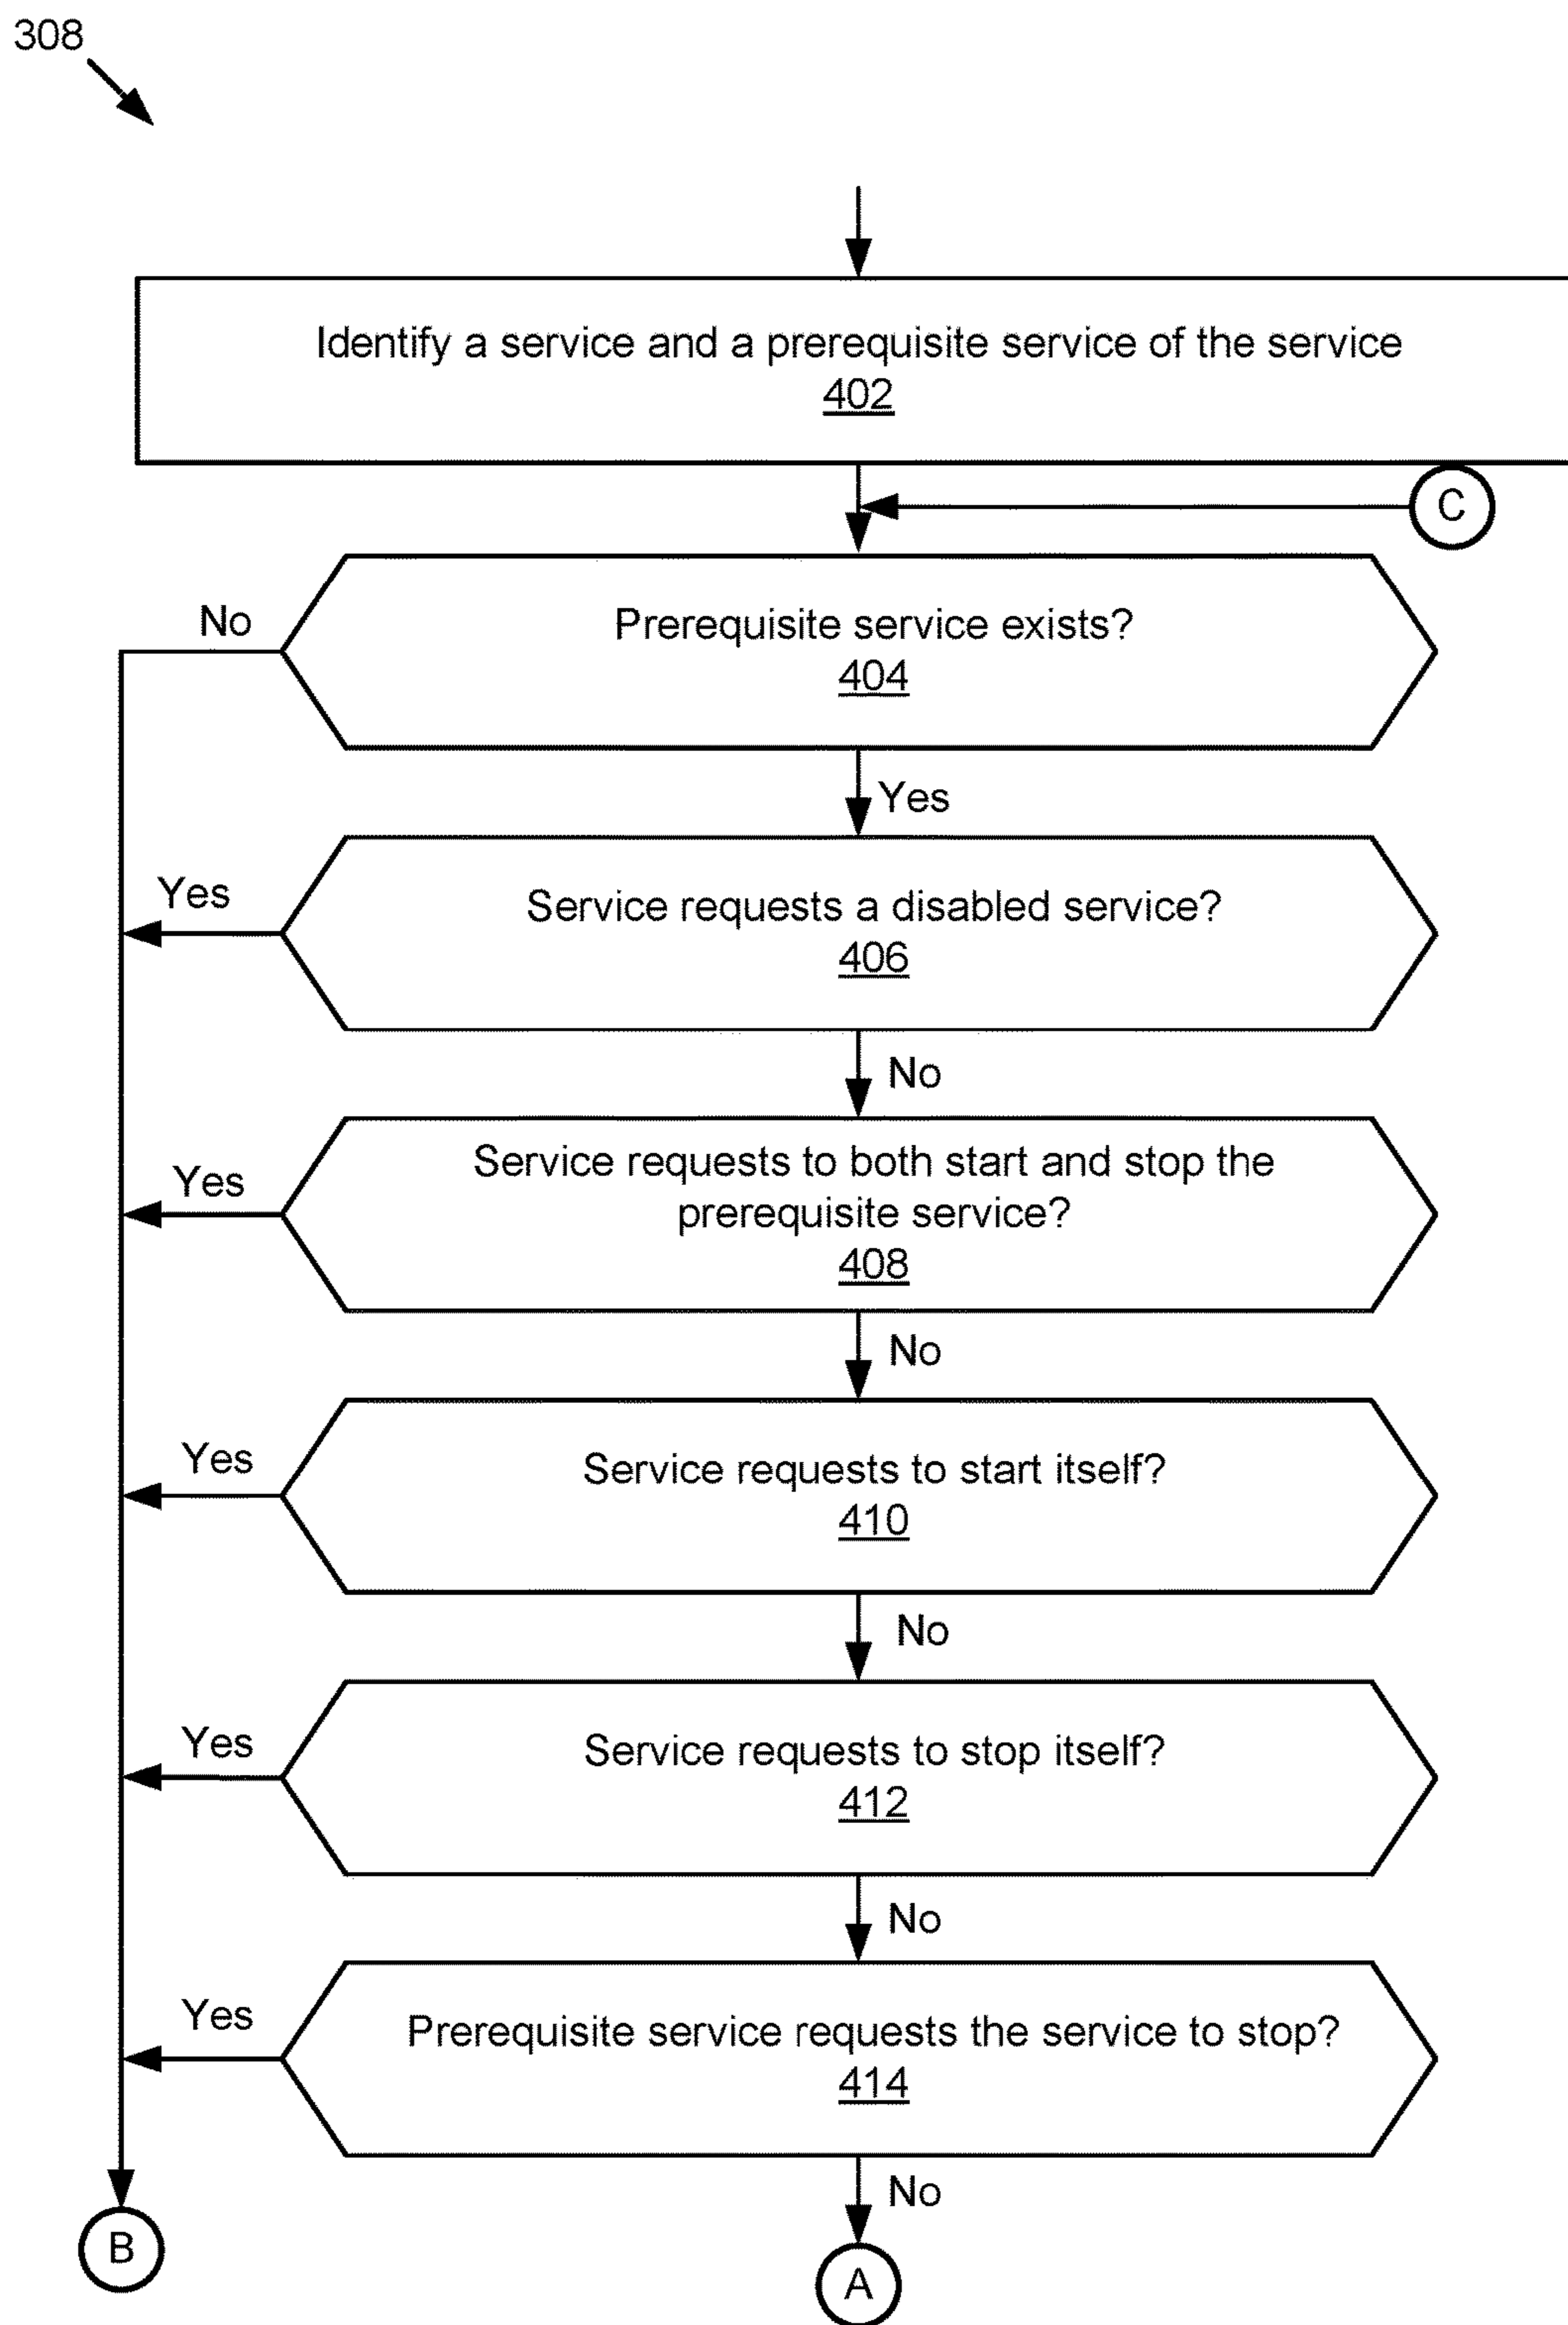 308
Identify a service and a prerequisite service of the service
402
C
No
Prerequisite service exists?
404
Yes
Yes
Service requests a disabled service?
406
No
Yes
Service requests to both start and stop the
prerequisite service?
408
No
Yes
Service requests to start itself?
410
No
Yes
Service requests to stop itself?
412
No
Yes
Prerequisite service requests the service to stop?
414
No
B
A